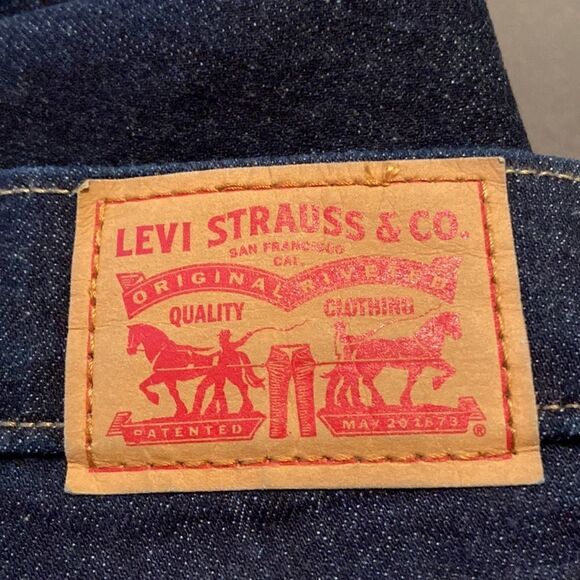 LEVI STRAUSS & CO.
SAN FRANCISCO
CAL.
ORIGINAL RIVETED
QUALITY CLOTHING
PATENTED MAY 20 1873 ®